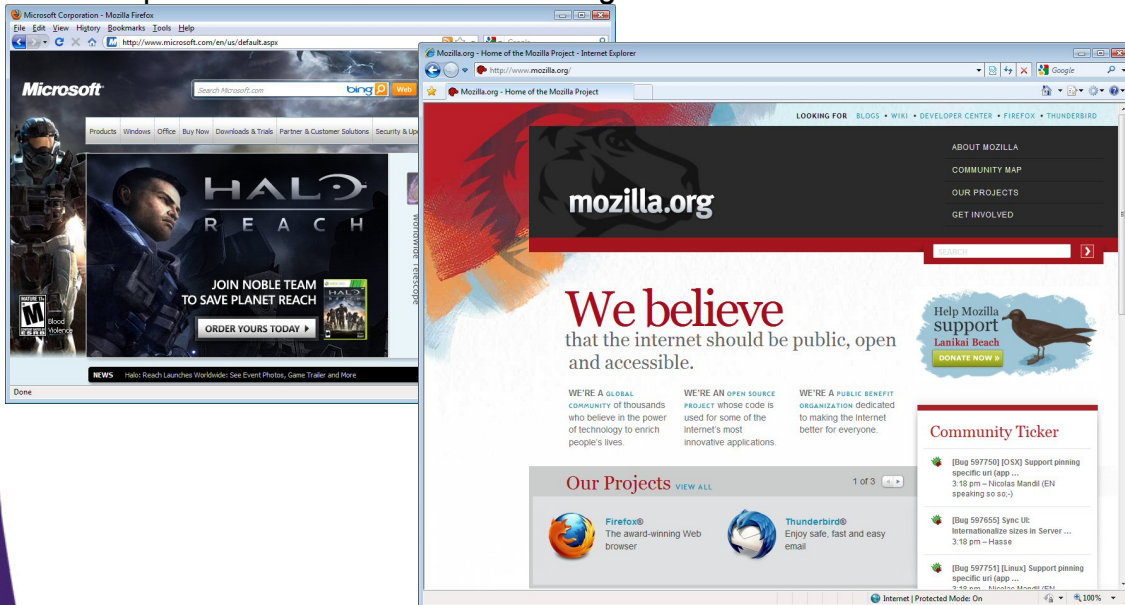 Microsoft Corporation - Mozilla Firefox
File Edit View History Bookmarks Tools Help
http://www.microsoft.com/en/us/default.aspx
Microsoft
Search Microsoft.com
bing
Web
Products Windows Office Buy Now Downloads & Trials Partner & Customer Solutions Security &
HALO
REACH
JOIN NOBLE TEAM
TO SAVE PLANET REACH
ORDER YOURS TODAY
HALO
Worldwide Telescope
MATURE 17+
M
ESRB
Blood
Violence
NEWS Halo: Reach Launches Worldwide: See Event Photos, Game Trailer and More
Done
Mozilla.org - Home of the Mozilla Project - Internet Explorer
http://www.mozilla.org/
Google
Mozilla.org - Home of the Mozilla Project
LOOKING FOR BLOGS • WIKI • DEVELOPER CENTER • FIREFOX • THUNDERBIRD
mozilla.org
ABOUT MOZILLA
COMMUNITY MAP
OUR PROJECTS
GET INVOLVED
SEARCH
We believe
that the internet should be public, open
and accessible.
Help Mozilla
support
Lanikai Beach
DONATE NOW »
WE'RE A GLOBAL
COMMUNITY of thousands
who believe in the power
of technology to enrich
people's lives.
WE'RE AN OPEN SOURCE
PROJECT whose code is
used for some of the
Internet's most
innovative applications.
WE'RE A PUBLIC BENEFIT
ORGANIZATION dedicated
to making the Internet
better for everyone.
Community Ticker
[Bug 597750] [OSX] Support pinning
specific uri (app ...
3:18 pm – Nicolas Mandil (EN
speaking so so;-)
[Bug 597655] Sync UI:
Internationalize sizes in Server ...
3:18 pm – Hasse
[Bug 597751] [Linux] Support pinning
specific uri (app ...
3:18 pm – Nicolas Mandil (EN
Our Projects VIEW ALL
1 of 3
Firefox®
The award-winning Web
browser
Thunderbird®
Enjoy safe, fast and easy
email
Internet | Protected Mode: On
100%